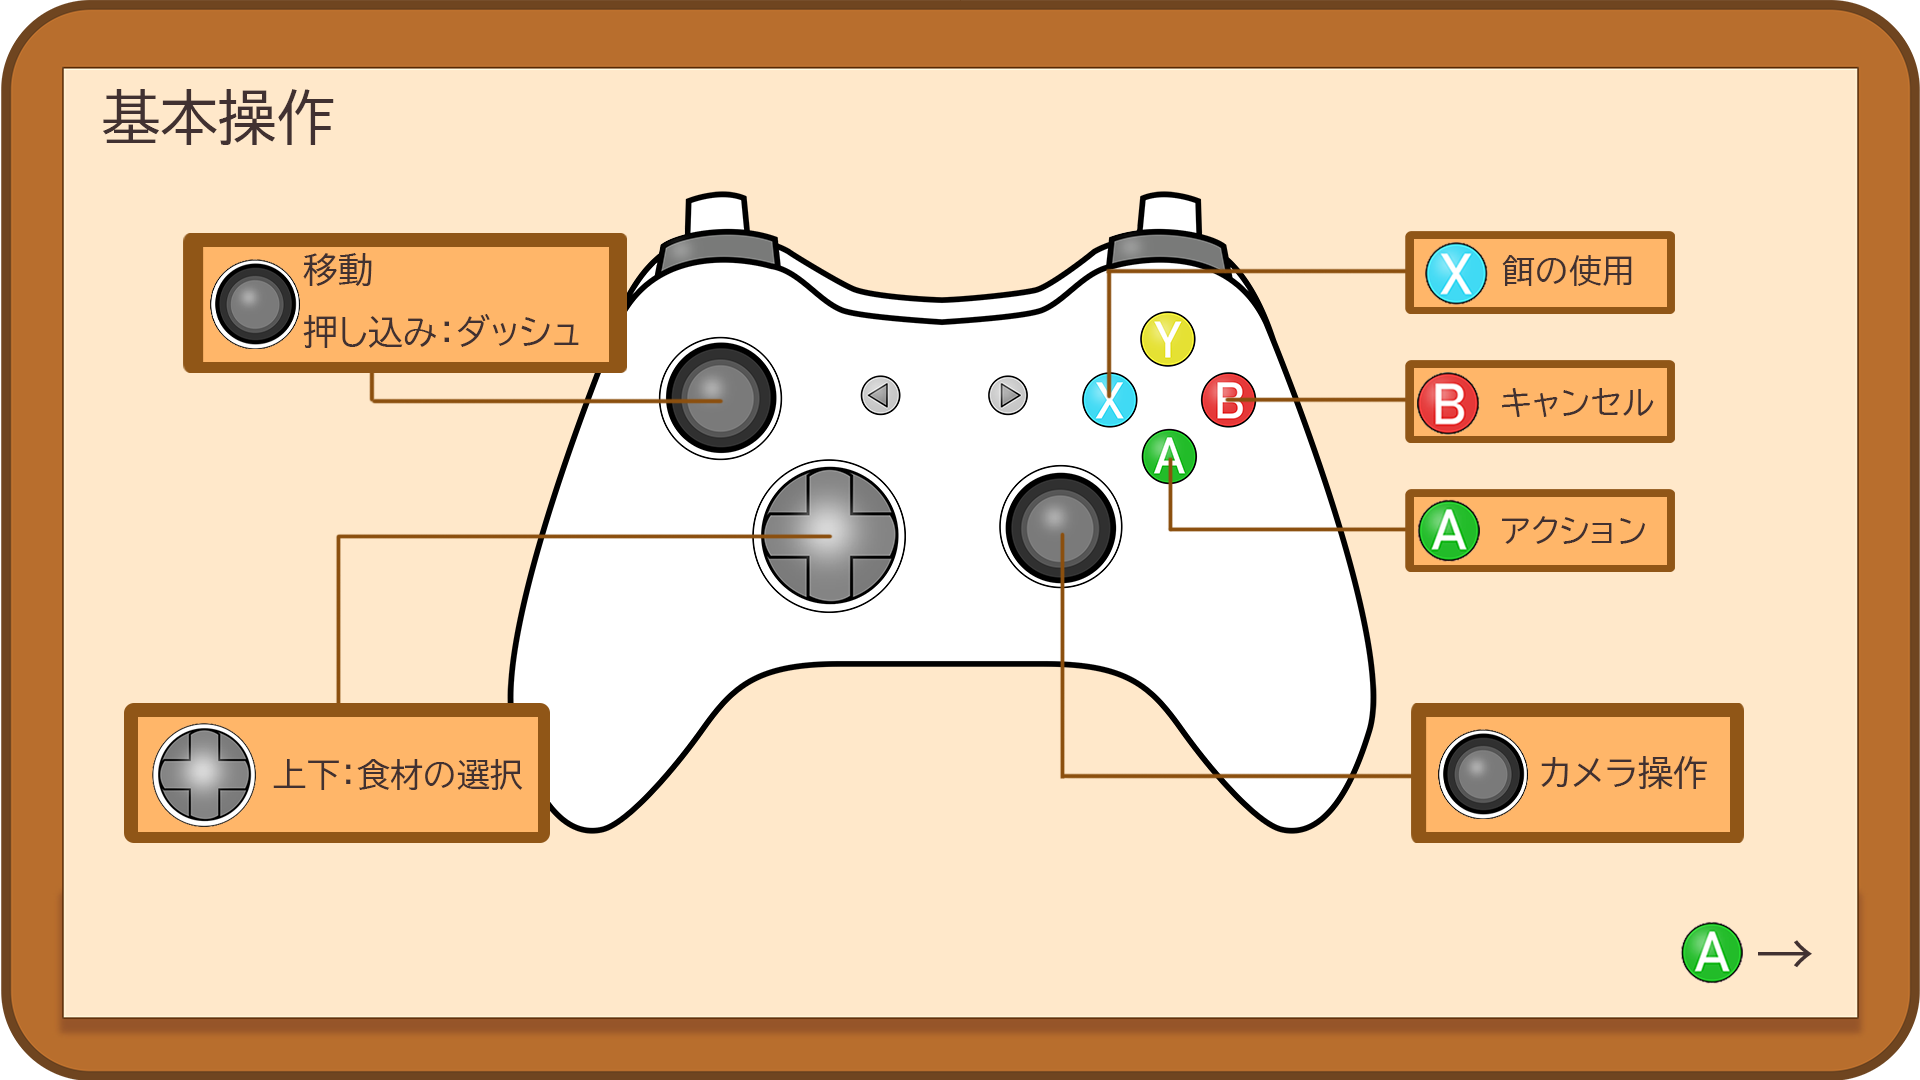 基本操作
移動
押し込み：ダッシュ
X 餌の使用
Y
X
B
B キャンセル
A
A アクション
上下：食材の選択
カメラ操作
A →